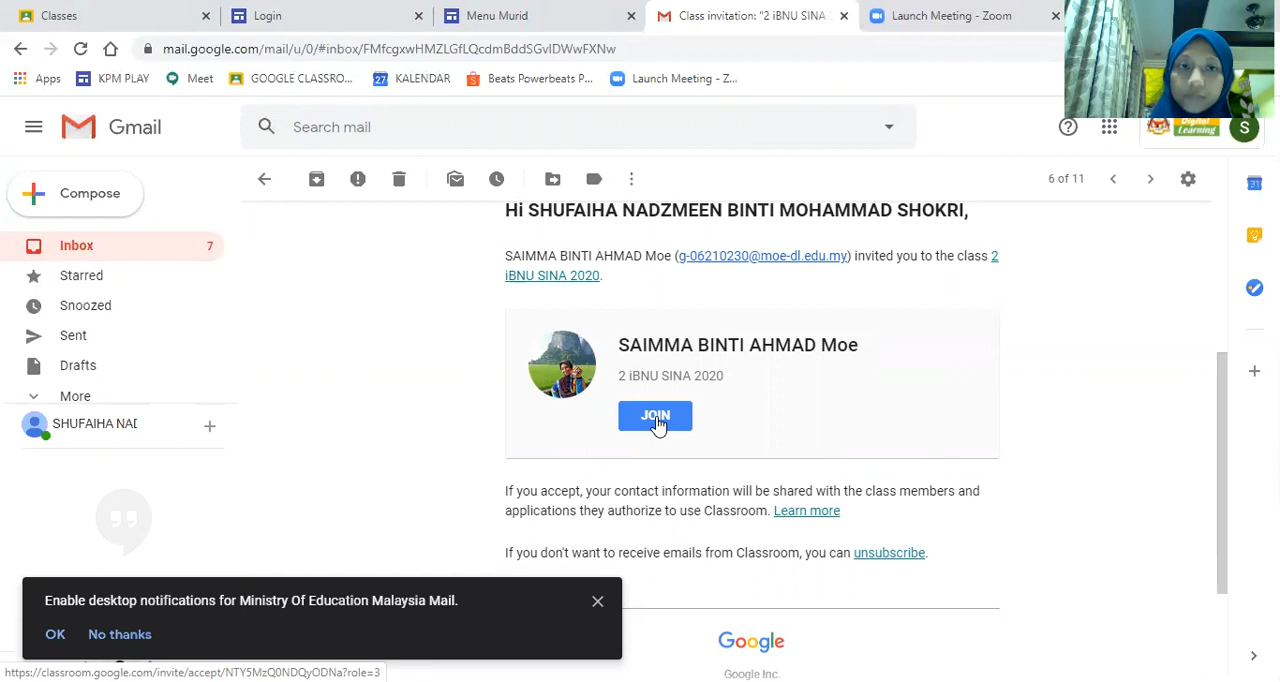 Classes
Login
Menu Murid
Class invitation: "2 iBNU SINA
Launch Meeting - Zoom
mail.google.com/mail/u/0/#inbox/FMfcgxwHMZLGfLQcdmBddSGvlDWwFXNw
Apps
KPM PLAY
Meet
GOOGLE CLASSRO...
27 KALENDAR
Beats Powerbeats P...
Launch Meeting - Z...
Gmail
Search mail
Digital Learning
S
Compose
6 of 11
31
Hi SHUFAIHA NADZMEEN BINTI MOHAMMAD SHOKRI,
Inbox 7
SAIMMA BINTI AHMAD Moe (g-06210230@moe-dl.edu.my) invited you to the class 2
iBNU SINA 2020.
Starred
Snoozed
Sent
Drafts
More
SHUFAIHA NAD
SAIMMA BINTI AHMAD Moe
2 iBNU SINA 2020
JOIN
If you accept, your contact information will be shared with the class members and
applications they authorize to use Classroom. Learn more
If you don't want to receive emails from Classroom, you can unsubscribe.
Enable desktop notifications for Ministry Of Education Malaysia Mail.
OK No thanks
Google
Google Inc.
https://classroom.google.com/invite/accept/NTY5MzQ0NDQyODNa?role=3